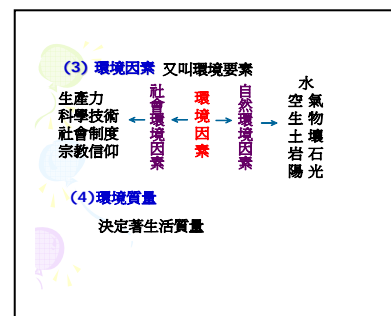 (3) 環境因素 又叫環境要素
生產力
科學技術
社會制度
宗教信仰
社會環境因素
環境因素
自然環境因素
水
空氣
生物
土壤
岩石
陽光
(4)環境質量
決定著生活質量